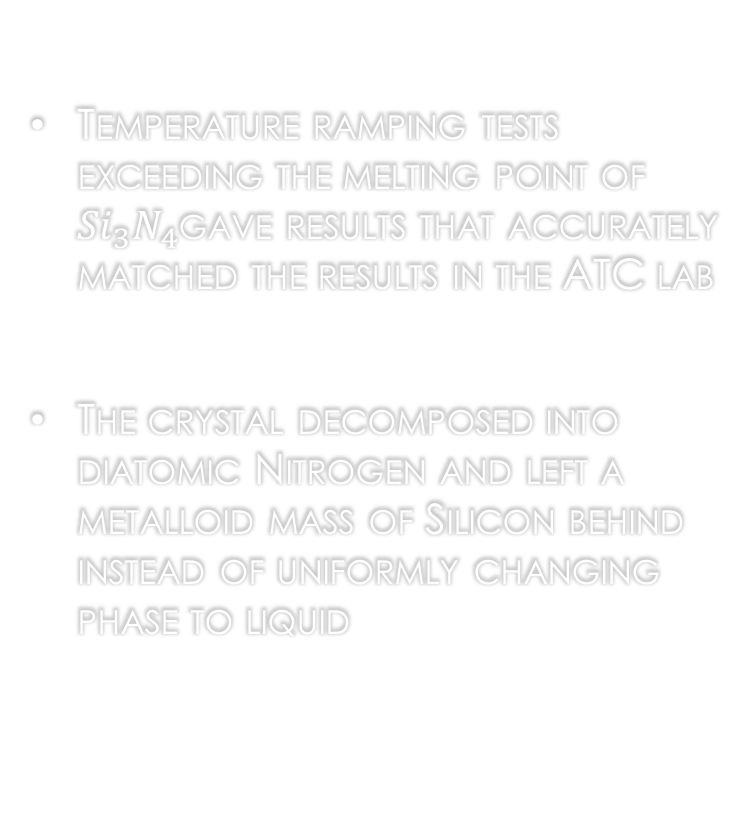 • Temperature ramping tests
exceeding the melting point of
Si₃N₄gave results that accurately
matched the results in the ATC lab
• The crystal decomposed into
diatomic Nitrogen and left a
metalloid mass of Silicon behind
instead of uniformly changing
phase to liquid